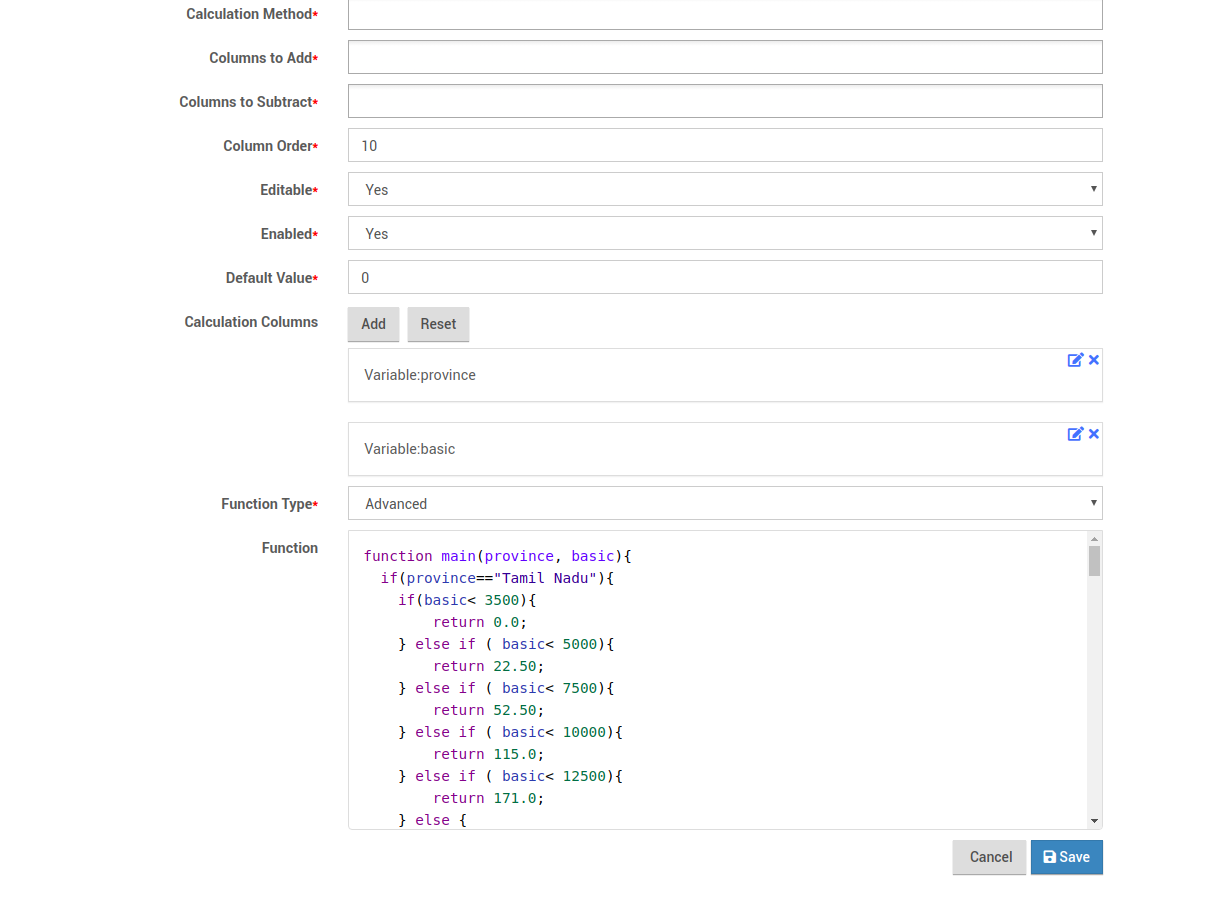 Calculation Method*
Columns to Add*
Columns to Subtract*
Column Order* 10
Editable* Yes
Enabled* Yes
Default Value* 0
Calculation Columns Add Reset
Variable:province
Variable:basic
Function Type* Advanced
Function
function main(province, basic){
  if(province=="Tamil Nadu"){
    if(basic< 3500){
        return 0.0;
    } else if ( basic< 5000){
        return 22.50;
    } else if ( basic< 7500){
        return 52.50;
    } else if ( basic< 10000){
        return 115.0;
    } else if ( basic< 12500){
        return 171.0;
    } else {
Cancel Save